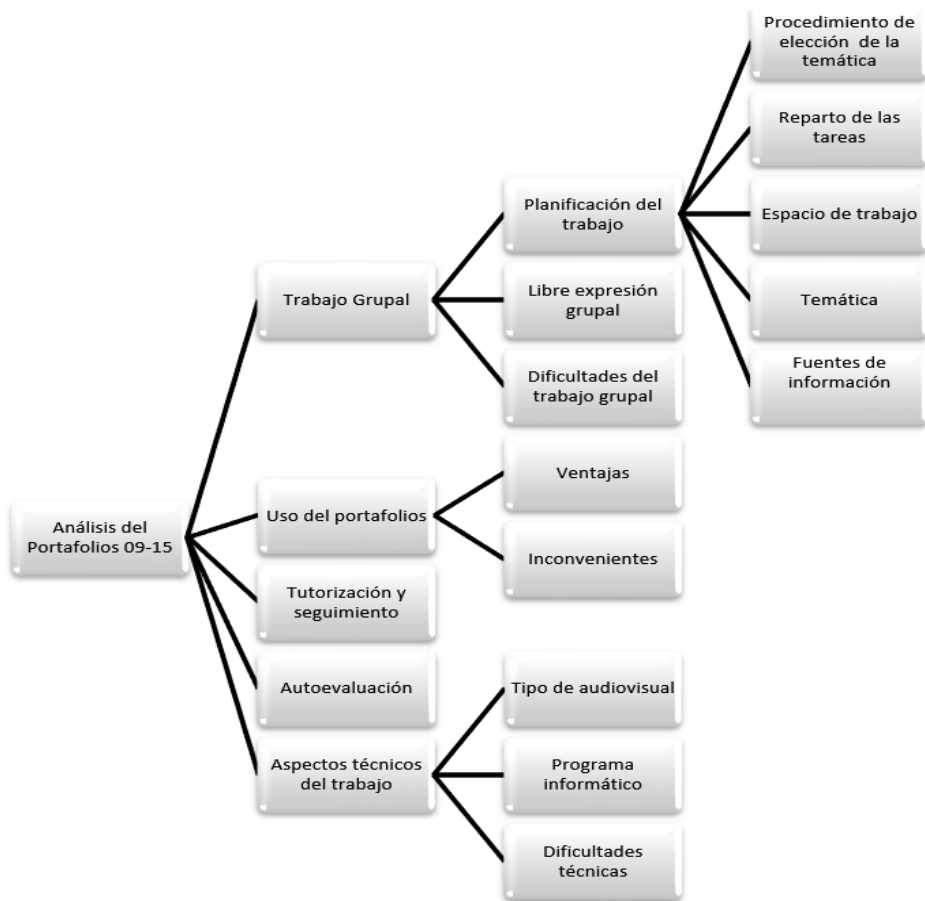 Procedimiento de
elección de la
temática
Reparto de las
tareas
Planificación del
trabajo
Espacio de trabajo
Trabajo Grupal
Libre expresión
grupal
Temática
Dificultades del
trabajo grupal
Fuentes de
información
Análisis del
Portafolios 09-15
Uso del portafolios
Ventajas
Inconvenientes
Tutorización y
seguimiento
Autoevaluación
Tipo de audiovisual
Aspectos técnicos
del trabajo
Programa
informático
Dificultades
técnicas